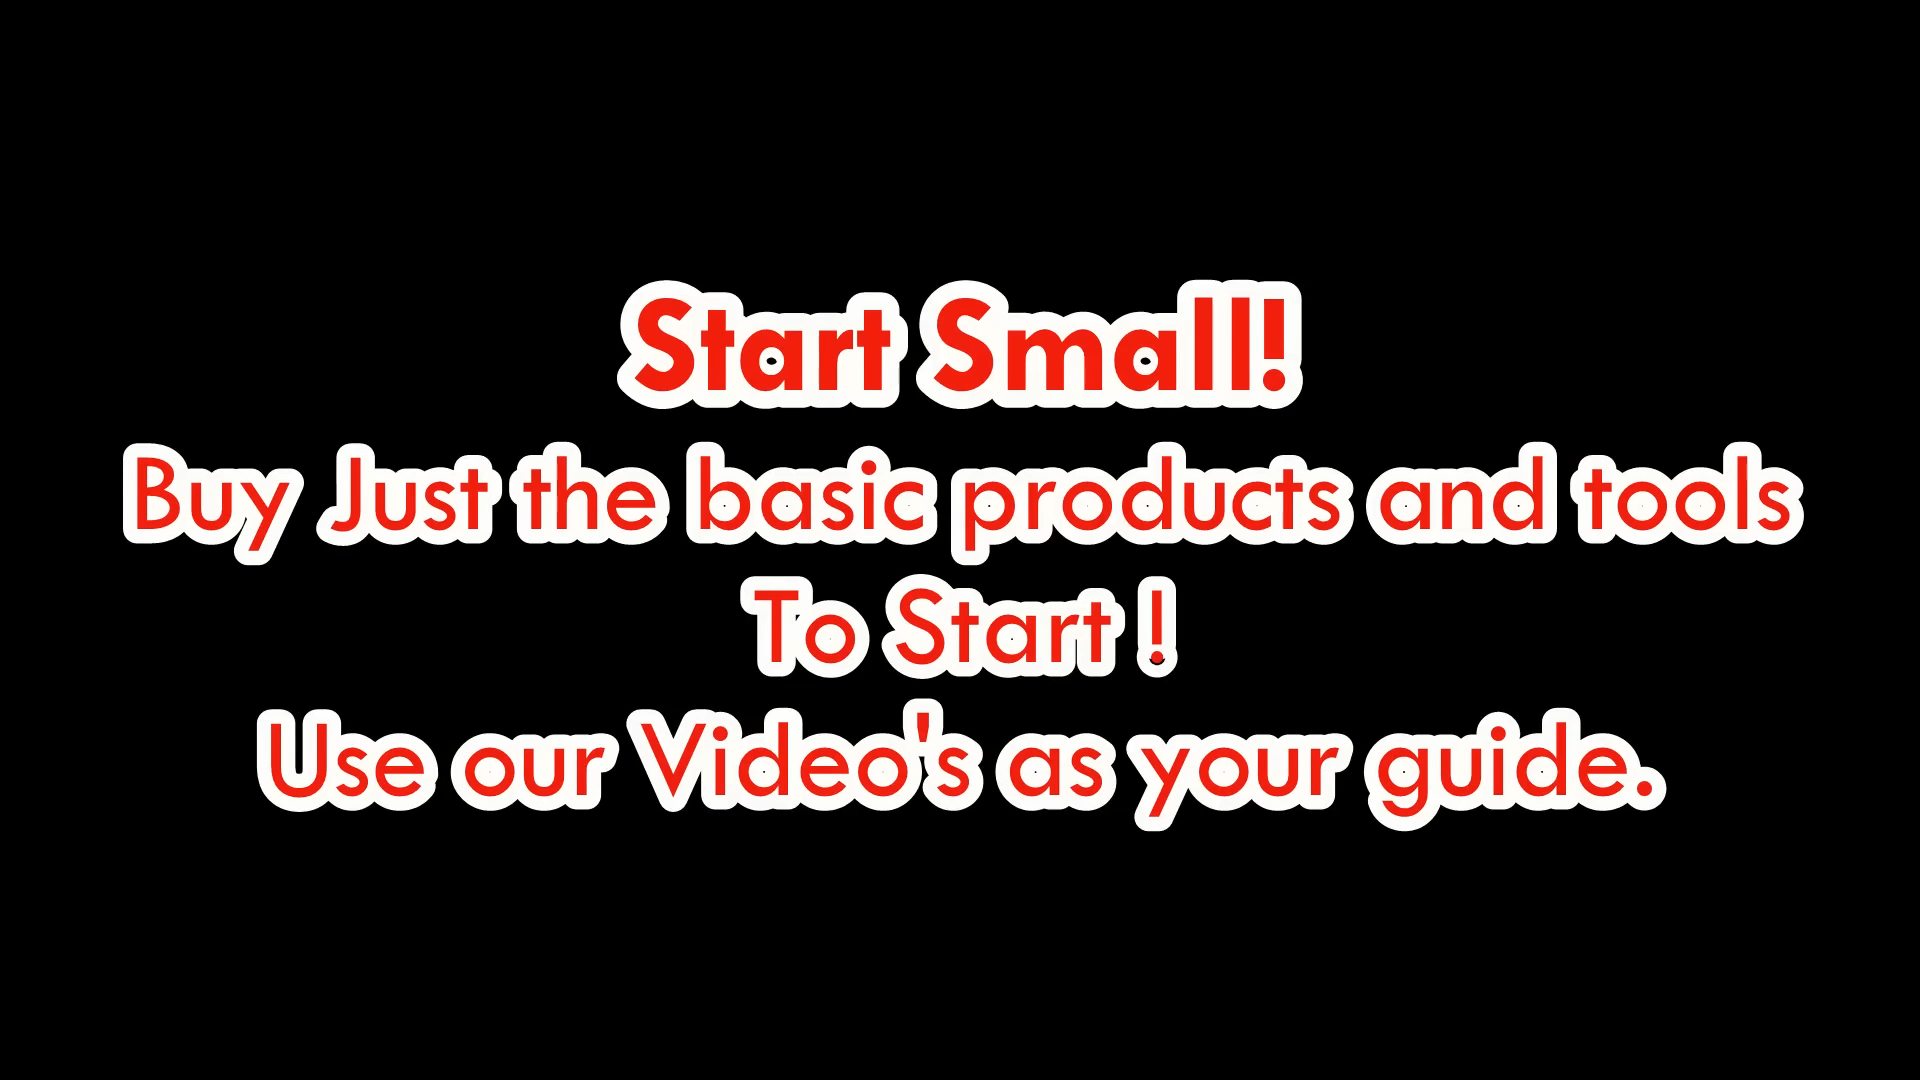 Start Small!
Buy Just the basic products and tools
To Start !
Use our Video's as your guide.